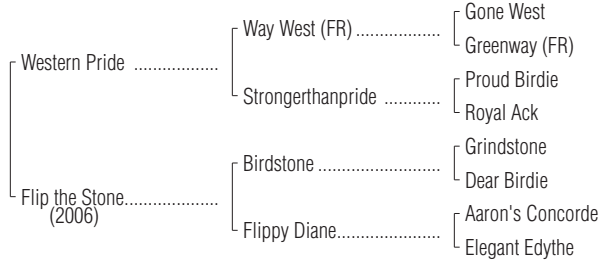 Gone West
Way West (FR) ..................
Greenway (FR)
Western Pride ..................
Proud Birdie
Strongerthanpride ............
Royal Ack
Grindstone
Birdstone ..........................
Dear Birdie
Flip the Stone....................
(2006)
Aaron's Concorde
Flippy Diane......................
Elegant Edythe